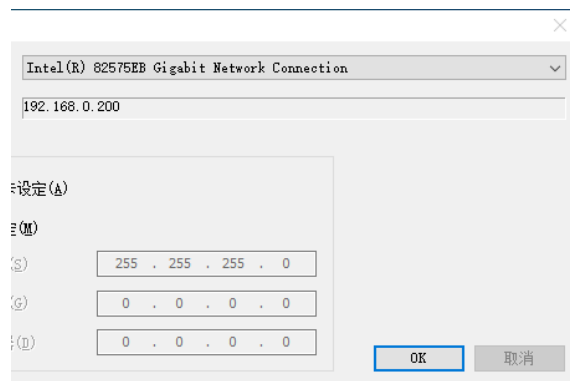 Intel(R) 82575EB Gigabit Network Connection
192.168.0.200
设定(A)
(M)
(S) 255 . 255 . 255 . 0
(G) 0 . 0 . 0 . 0
(D) 0 . 0 . 0 . 0
OK 取消